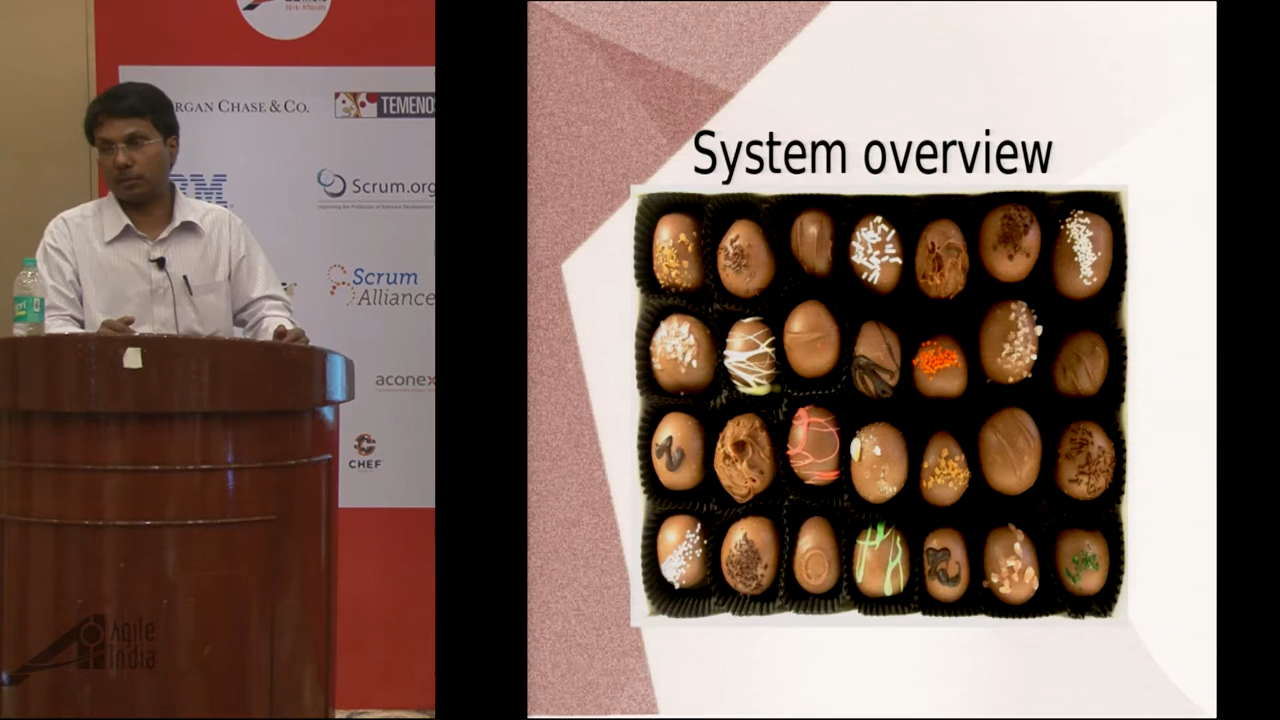 RGAN CHASE & CO.
TEMENOS
Scrum.org
Scrum
Alliance
aconex
CHEF
Agile
India
System overview